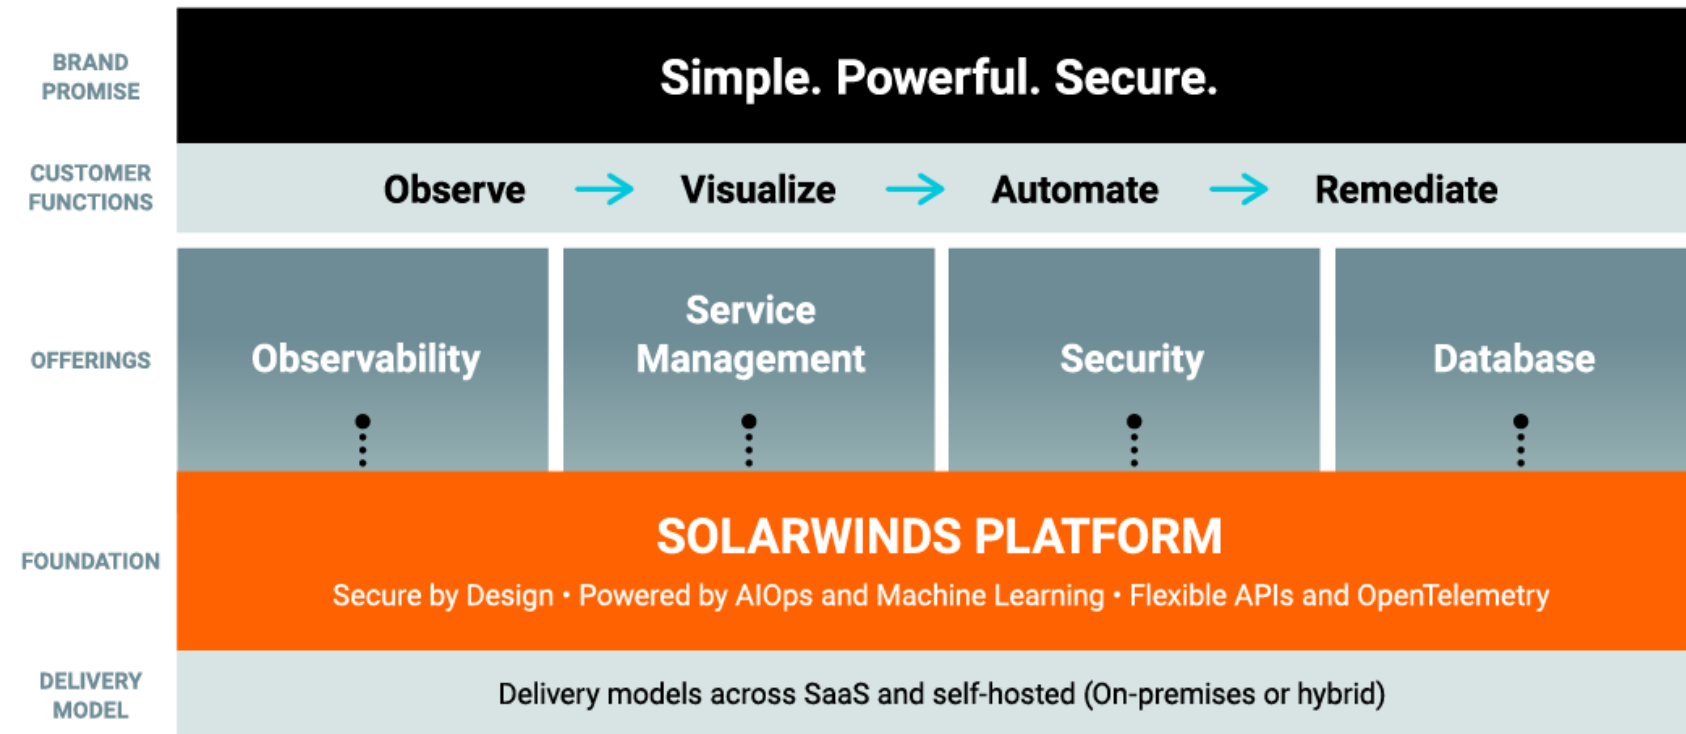 BRAND
PROMISE
Simple. Powerful. Secure.
CUSTOMER
FUNCTIONS
Observe → Visualize → Automate → Remediate
OFFERINGS
Observability
Service
Management
Security
Database
FOUNDATION
SOLARWINDS PLATFORM
Secure by Design • Powered by AIOps and Machine Learning • Flexible APIs and OpenTelemetry
DELIVERY
MODEL
Delivery models across SaaS and self-hosted (On-premises or hybrid)